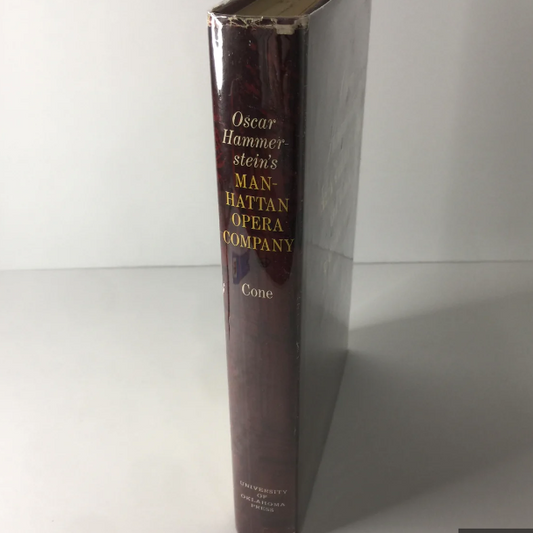 Oscar
Hammer-
stein's
MAN-
HATTAN
OPERA
COMPANY
Cone
UNIVERSITY
OF
OKLAHOMA
PRESS